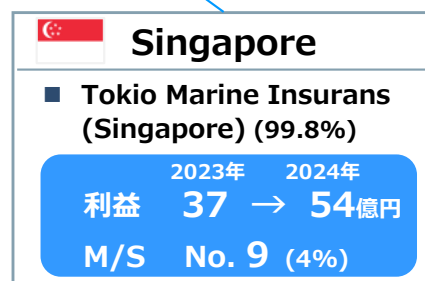 Singapore
■ Tokio Marine Insurans
(Singapore) (99.8%)
2023年 2024年
利益 37 → 54億円
M/S No. 9 (4%)